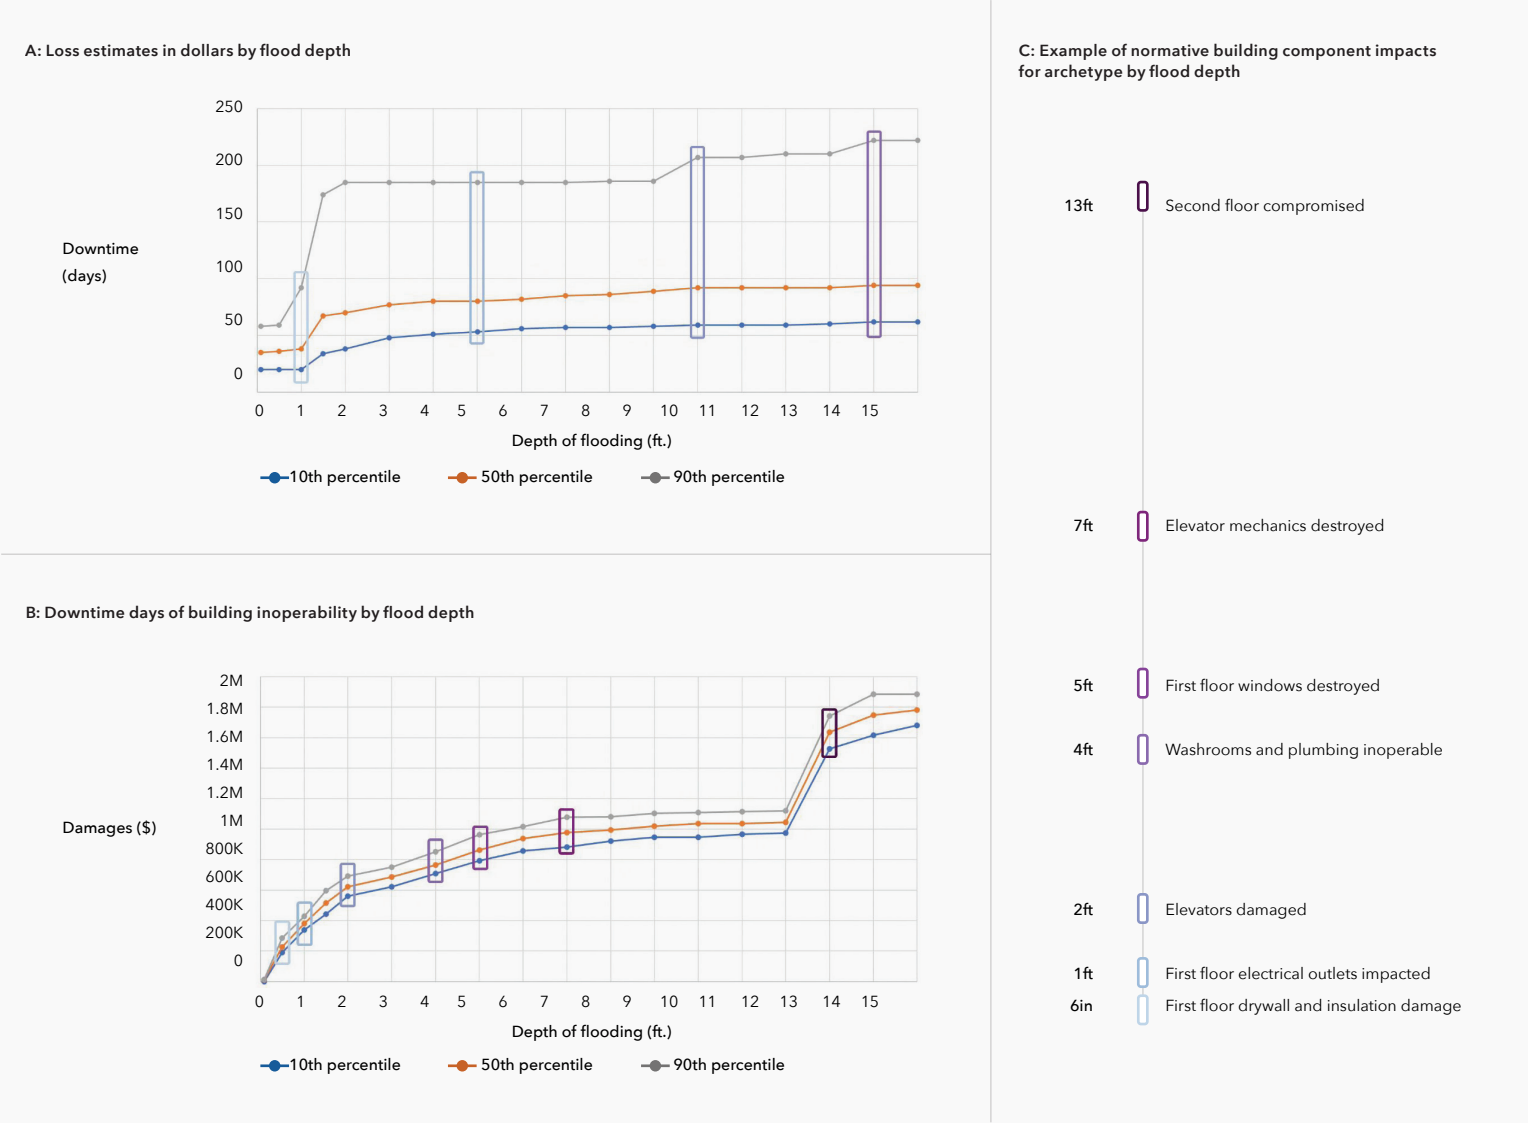 A: Loss estimates in dollars by flood depth
250
200
150
100
50
0
Downtime
(days)
0 1 2 3 4 5 6 7 8 9 10 11 12 13 14 15
Depth of flooding (ft.)
10th percentile 50th percentile 90th percentile
B: Downtime days of building inoperability by flood depth
2M
1.8M
1.6M
1.4M
1.2M
1M
800K
600K
400K
200K
0
Damages ($)
0 1 2 3 4 5 6 7 8 9 10 11 12 13 14 15
Depth of flooding (ft.)
10th percentile 50th percentile 90th percentile
C: Example of normative building component impacts
for archetype by flood depth
13ft Second floor compromised
7ft Elevator mechanics destroyed
5ft First floor windows destroyed
4ft Washrooms and plumbing inoperable
2ft Elevators damaged
1ft First floor electrical outlets impacted
6in First floor drywall and insulation damage